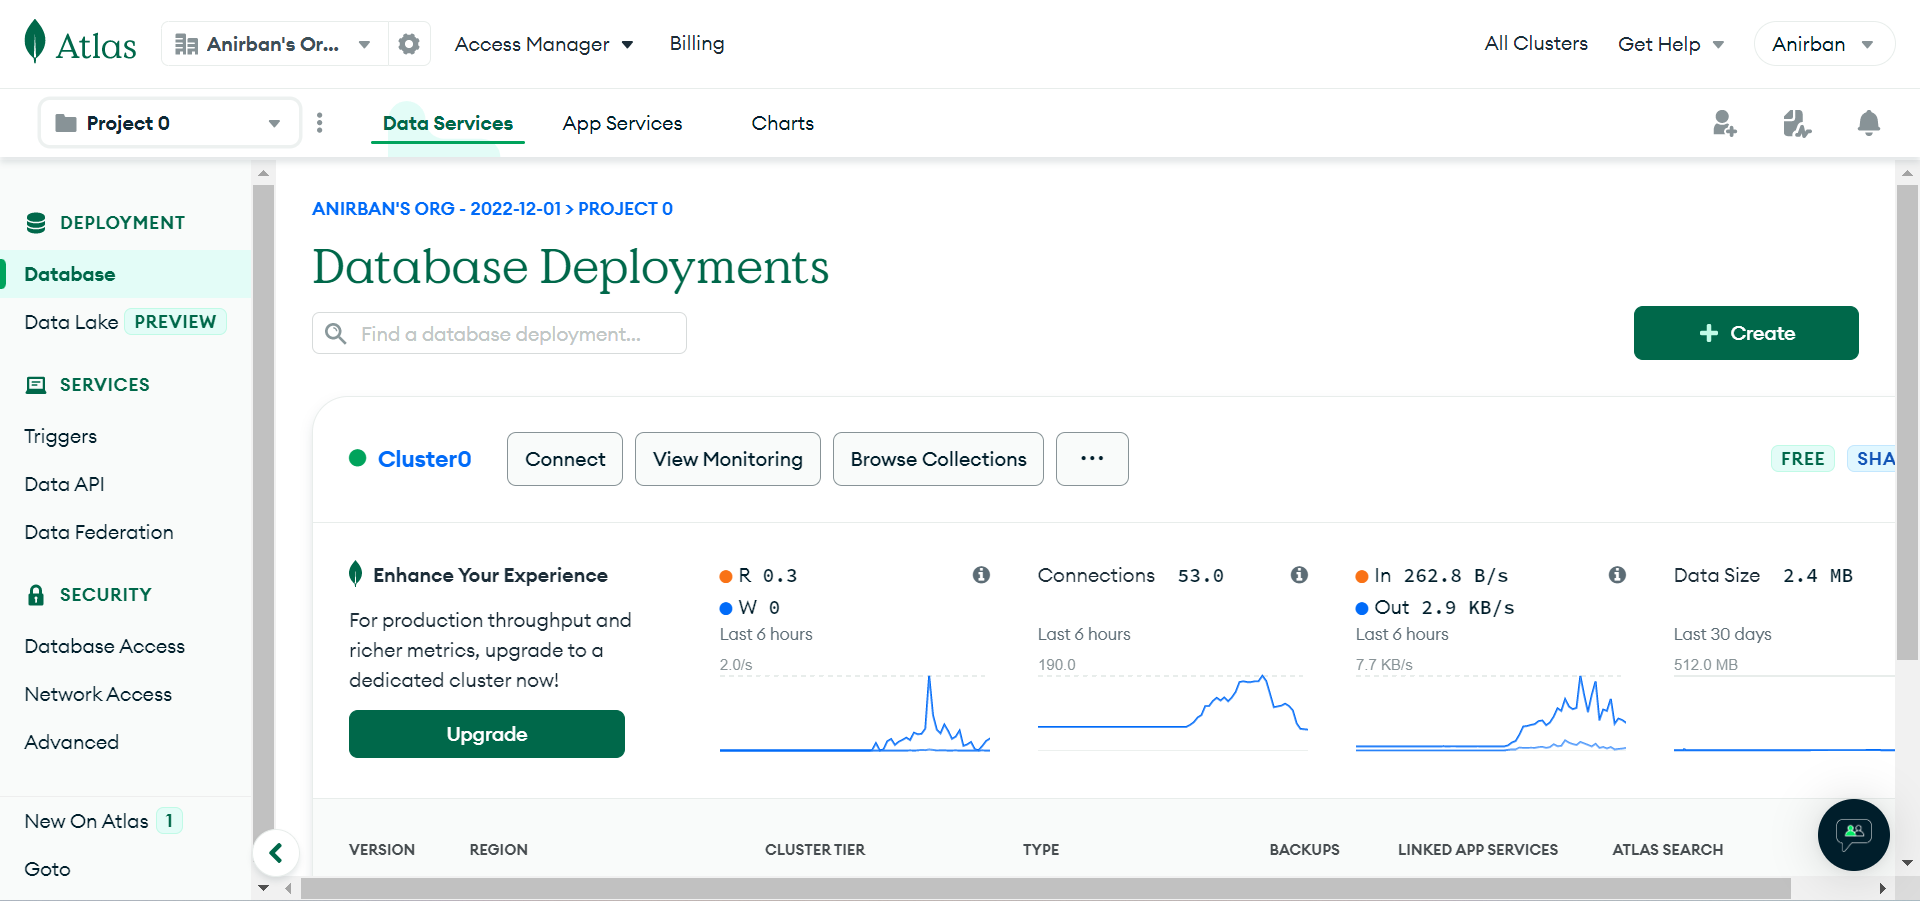 Atlas
Anirban's Or...
Access Manager
Billing
All Clusters
Get Help
Anirban
Project 0
Data Services
App Services
Charts
DEPLOYMENT
Database
Data Lake PREVIEW
SERVICES
Triggers
Data API
Data Federation
SECURITY
Database Access
Network Access
Advanced
New On Atlas 1
Goto
ANIRBAN'S ORG - 2022-12-01 > PROJECT 0
Database Deployments
Find a database deployment...
+ Create
Cluster0
Connect
View Monitoring
Browse Collections
...
FREE
SHA
Enhance Your Experience
For production throughput and
richer metrics, upgrade to a
dedicated cluster now!
Upgrade
R 0.3
W 0
Last 6 hours
2.0/s
Connections 53.0
Last 6 hours
190.0
In 262.8 B/s
Out 2.9 KB/s
Last 6 hours
7.7 KB/s
Data Size 2.4 MB
Last 30 days
512.0 MB
VERSION
REGION
CLUSTER TIER
TYPE
BACKUPS
LINKED APP SERVICES
ATLAS SEARCH